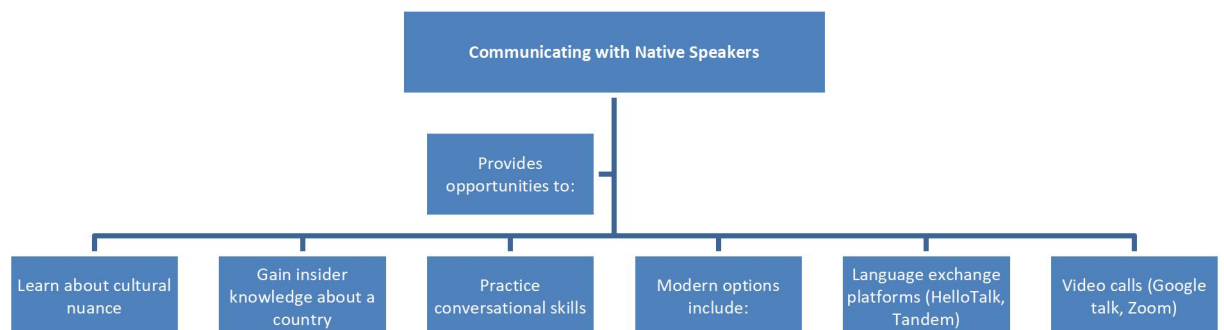 Communicating with Native Speakers
Provides
opportunities to:
Learn about cultural
nuance
Gain insider
knowledge about a
country
Practice
conversational skills
Modern options
include:
Language exchange
platforms (HelloTalk,
Tandem)
Video calls (Google
talk, Zoom)